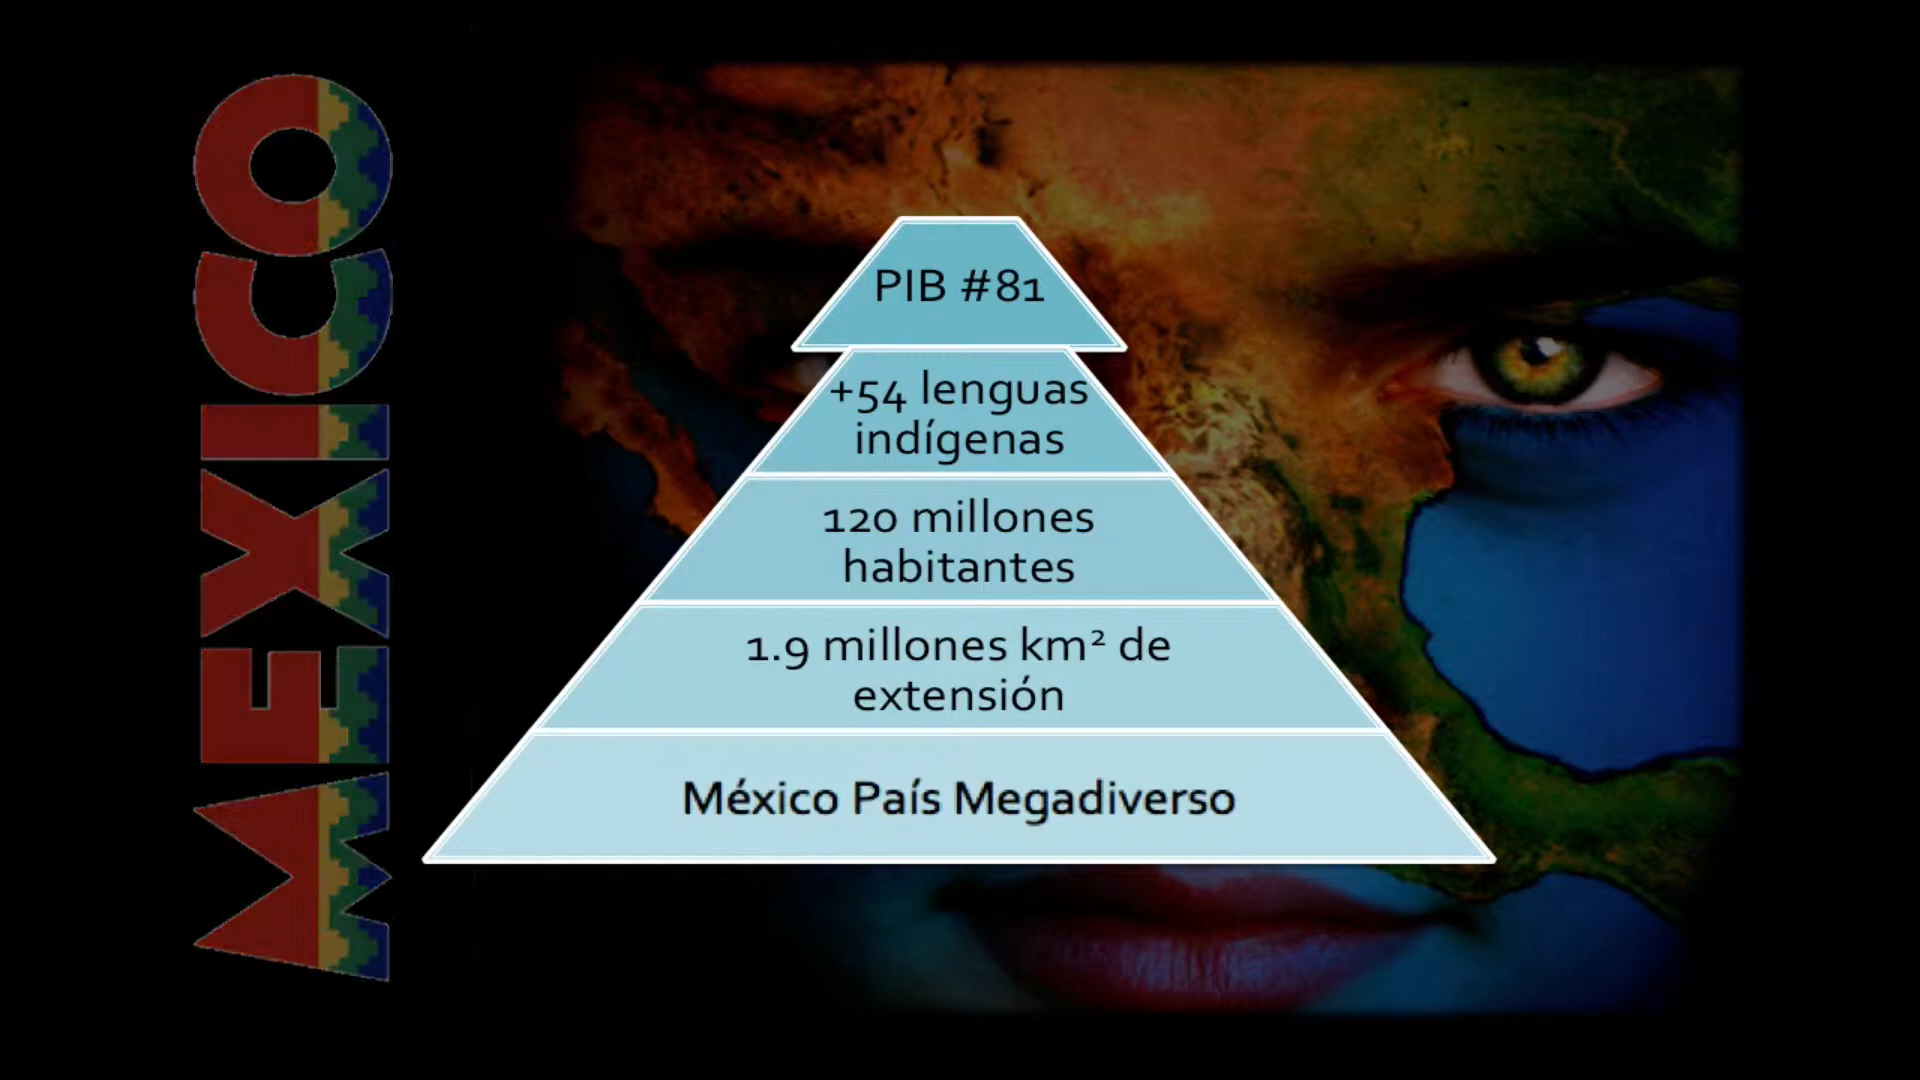 MEXICO
PIB #81
+54 lenguas
indígenas
120 millones
habitantes
1.9 millones km² de
extensión
México País Megadiverso